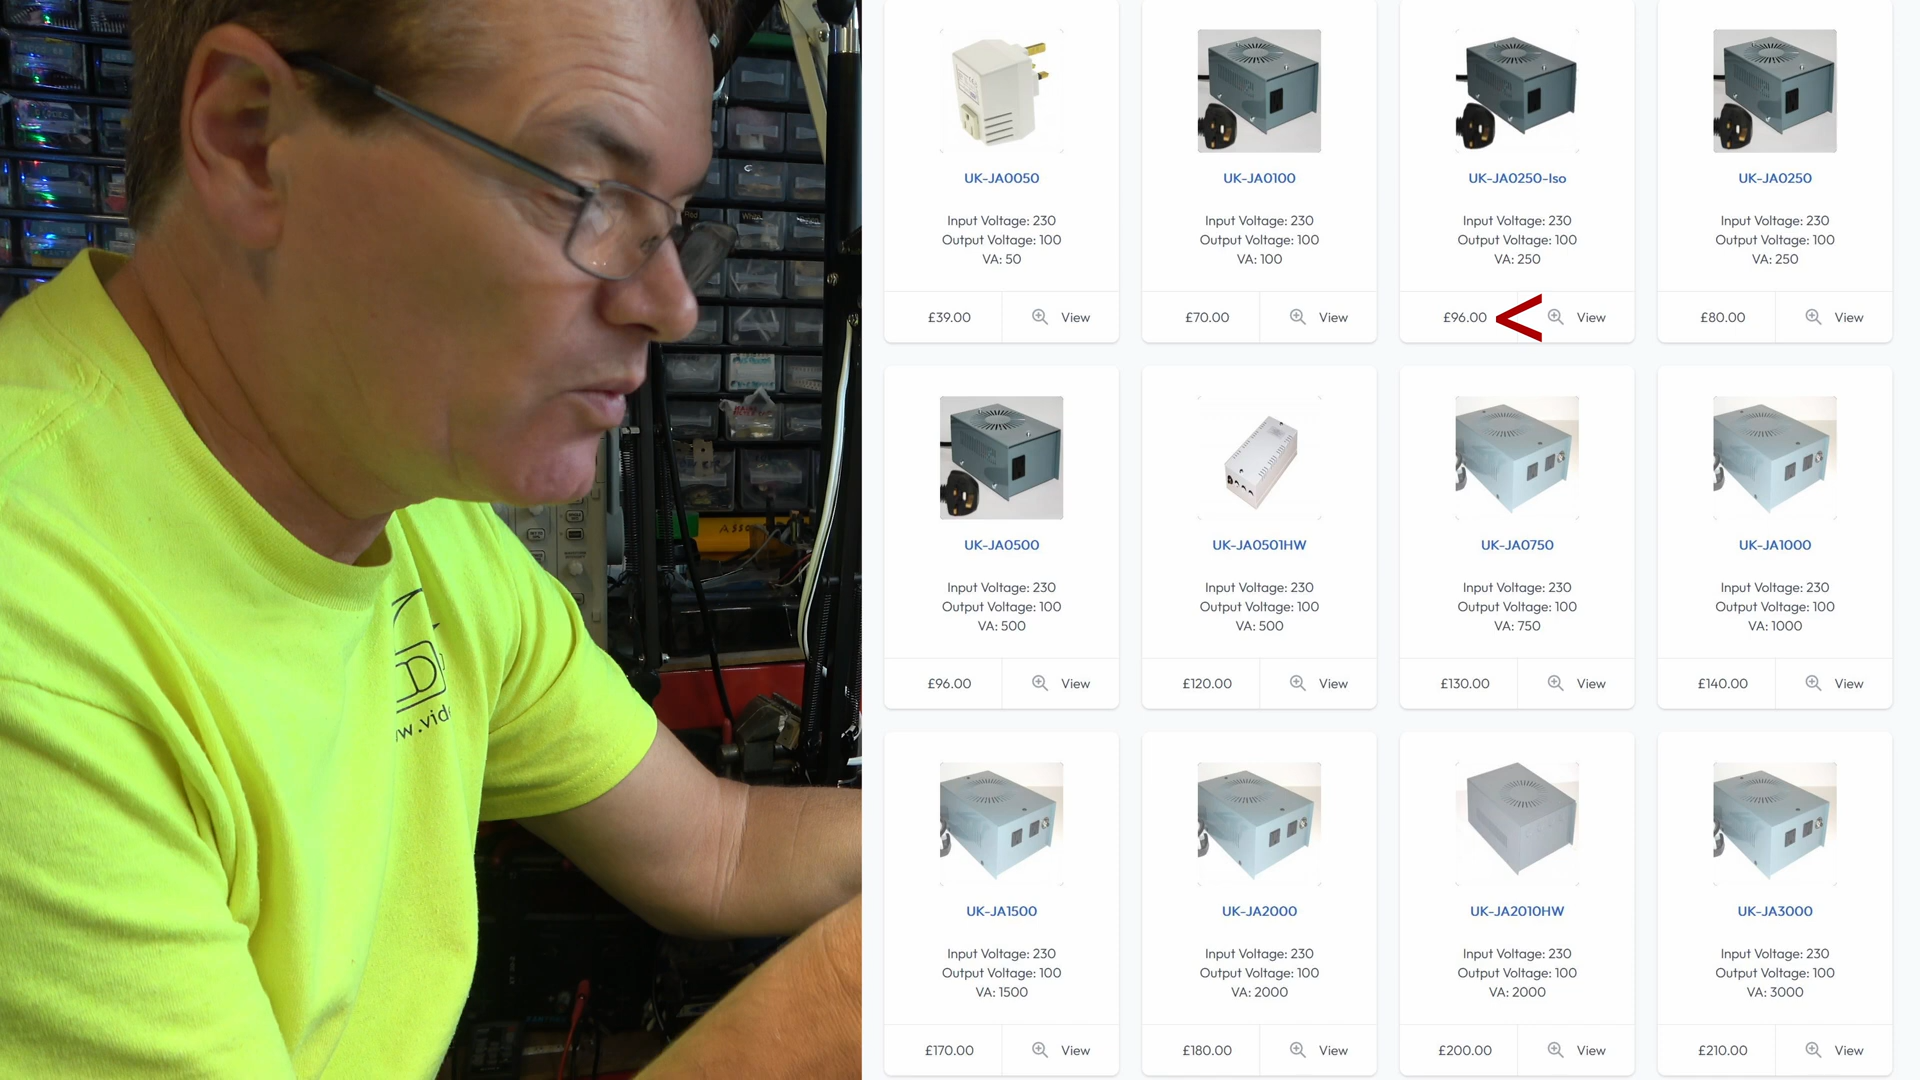 Red
White
ASSO
D
www.vide
UK-JA0050
Input Voltage: 230
Output Voltage: 100
VA: 50
£39.00
View
UK-JA0100
Input Voltage: 230
Output Voltage: 100
VA: 100
£70.00
View
UK-JA0250-Iso
Input Voltage: 230
Output Voltage: 100
VA: 250
£96.00 <
View
UK-JA0250
Input Voltage: 230
Output Voltage: 100
VA: 250
£80.00
View
UK-JA0500
Input Voltage: 230
Output Voltage: 100
VA: 500
£96.00
View
UK-JA0501HW
Input Voltage: 230
Output Voltage: 100
VA: 500
£120.00
View
UK-JA0750
Input Voltage: 230
Output Voltage: 100
VA: 750
£130.00
View
UK-JA1000
Input Voltage: 230
Output Voltage: 100
VA: 1000
£140.00
View
UK-JA1500
Input Voltage: 230
Output Voltage: 100
VA: 1500
£170.00
View
UK-JA2000
Input Voltage: 230
Output Voltage: 100
VA: 2000
£180.00
View
UK-JA2010HW
Input Voltage: 230
Output Voltage: 100
VA: 2000
£200.00
View
UK-JA3000
Input Voltage: 230
Output Voltage: 100
VA: 3000
£210.00
View